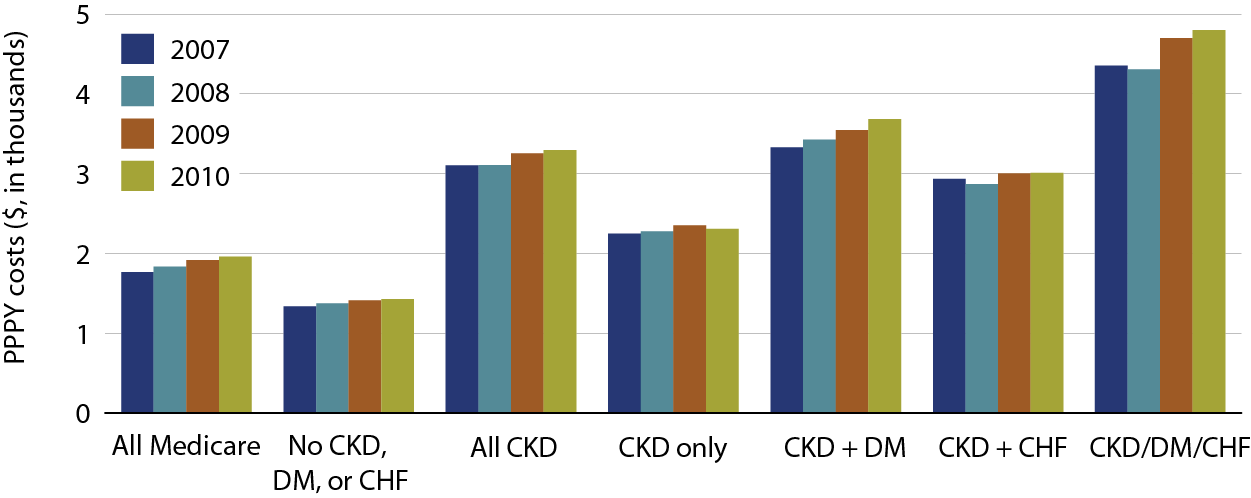 PPPY costs ($, in thousands)
5
4
3
2
1
0
2007
2008
2009
2010
All Medicare
No CKD,
DM, or CHF
All CKD
CKD only
CKD + DM
CKD + CHF
CKD/DM/CHF